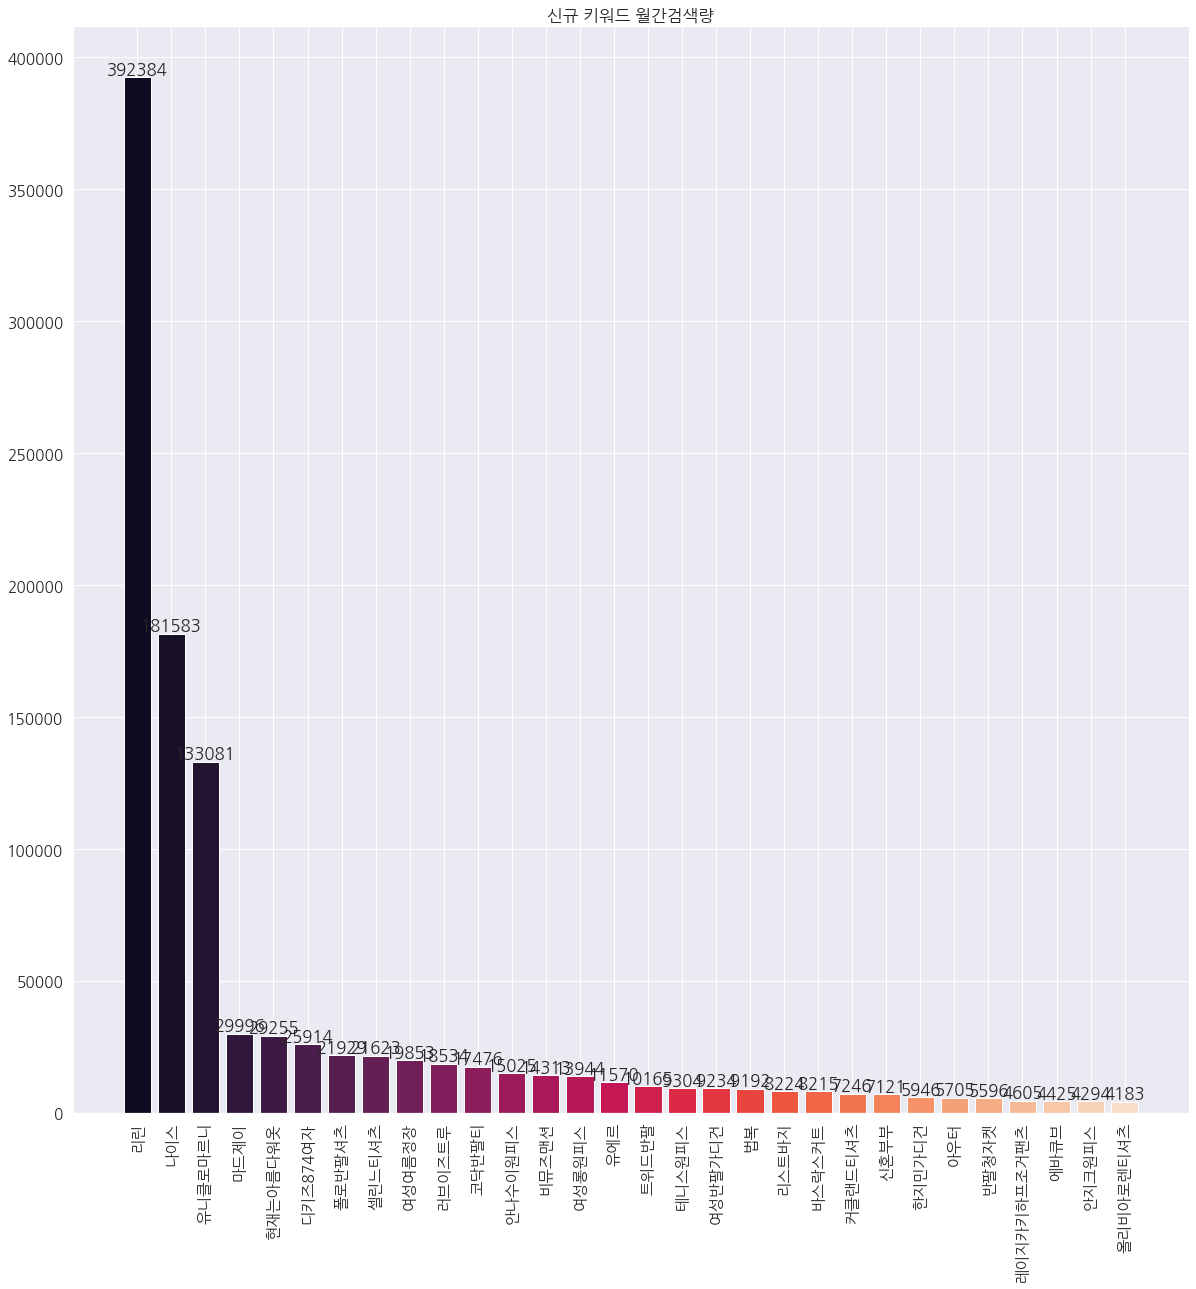 신규 키워드 월간검색량
400000
350000
300000
250000
200000
150000
100000
50000
0
392384
181583
133081
29996
29255
25914
21929
21623
19853
18534
17476
15025
14313
13944
11570
10165
9304
9234
9192
8224
8215
7246
7121
5946
5705
5596
4605
4425
4294
4183
리린
나이스
유니클로마르니
마드제이
현재는아름다워옷
디키즈874여자
폴로반팔셔츠
셀린느티셔츠
여성여름정장
러브이즈트루
코닥반팔티
안나수이원피스
비뮤즈맨션
여성롱원피스
유에르
트위드반팔
테니스원피스
여성반팔가디건
법복
리스트바지
바스락스커트
커클랜드티셔츠
신혼부부
한지민가디건
아우터
반팔청자켓
레이지카키하프조거팬츠
에바큐브
안지크원피스
올리비아로렌티셔츠